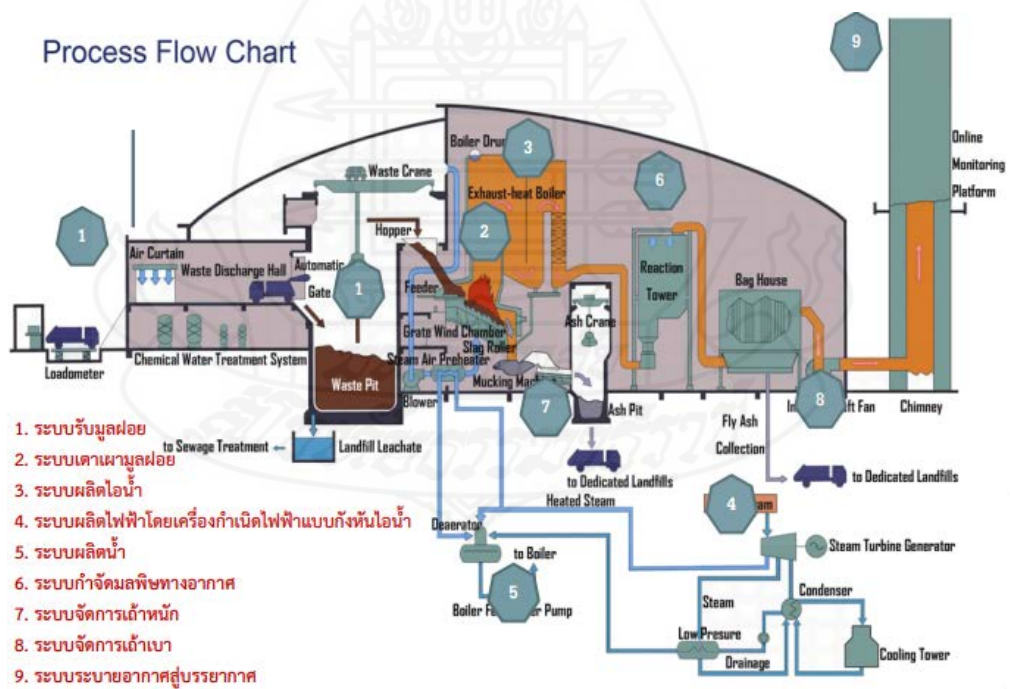 Process Flow Chart
9
Boiler Drum
3
Online
Monitoring
Platform
Waste Crane
Exhaust-heat Boiler
6
1
Hopper
2
Air Curtain
Waste Discharge Hall
Automatic
Gate
1
Feeder
Reaction
Tower
Bag House
Grate Wind Chamber
Ash Crane
Slag Roller
Chemical Water Treatment System
Steam Air Preheater
Loadometer
Waste Pit
Mucking
Blower
7
Ash Pit
8
Fan
Chimney
Fly Ash
Collection
to Sewage Treatment
Landfill Leachate
to Dedicated Landfills
to Dedicated Landfills
Heated Steam
4
Deaerator
Steam Turbine Generator
to Boiler
5
Boiler
Pump
Steam
Condenser
Low Presure
Drainage
Cooling Tower
1. ระบบรับมูลฝอย
2. ระบบเตาเผามูลฝอย
3. ระบบผลิตไอน้ำ
4. ระบบผลิตไฟฟ้าโดยเครื่องกำเนิดไฟฟ้าแบบกังหันไอน้ำ
5. ระบบผลิตน้ำ
6. ระบบกำจัดมลพิษทางอากาศ
7. ระบบจัดการเถ้าหนัก
8. ระบบจัดการเถ้าเบา
9. ระบบระบายอากาศสู่บรรยากาศ